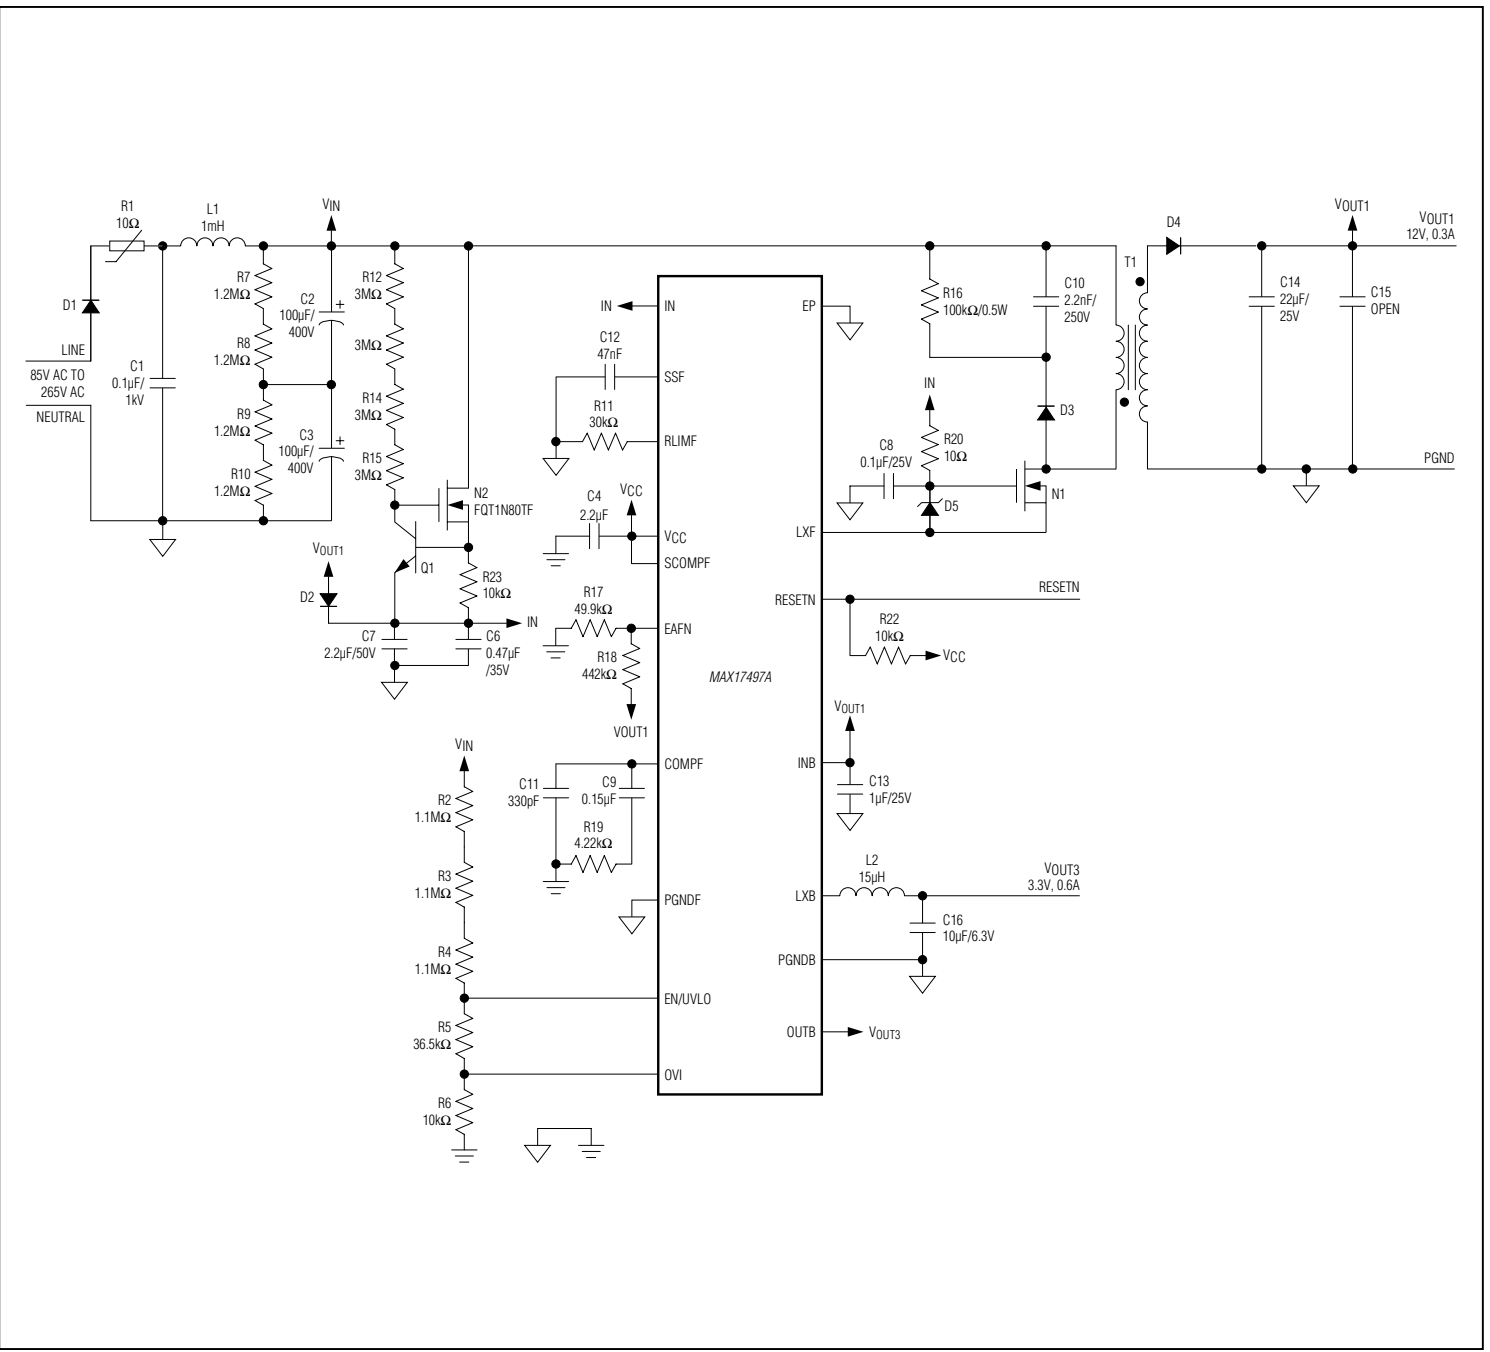 R1
10Ω
L1
1mH
VIN
D1
LINE
85V AC TO
265V AC
NEUTRAL
C1
0.1µF/
1kV
R7
1.2MΩ
R8
1.2MΩ
R9
1.2MΩ
R10
1.2MΩ
C2
100µF/
400V
+
C3
100µF/
400V
+
R12
3MΩ
3MΩ
R14
3MΩ
R15
3MΩ
N2
FQT1N80TF
Q1
R23
10kΩ
VOUT1
D2
IN
C7
2.2µF/50V
C6
0.47µF
/35V
VIN
R2
1.1MΩ
R3
1.1MΩ
R4
1.1MΩ
R5
36.5kΩ
R6
10kΩ
IN
IN
C12
47nF
SSF
R11
30kΩ
RLIMF
C4
2.2µF
VCC
VCC
SCOMPF
R17
49.9kΩ
EAFN
R18
442kΩ
VOUT1
COMPF
C11
330pF
C9
0.15µF
R19
4.22kΩ
PGNDF
EN/UVLO
OVI
MAX17497A
EP
LXF
RESETN
INB
LXB
PGNDB
OUTB
R16
100kΩ/0.5W
C10
2.2nF/
250V
IN
R20
10Ω
C8
0.1µF/25V
D5
D3
N1
T1
D4
C14
22µF/
25V
C15
OPEN
VOUT1
VOUT1
12V, 0.3A
PGND
RESETN
R22
10kΩ
VCC
VOUT1
C13
1µF/25V
L2
15µH
VOUT3
3.3V, 0.6A
C16
10µF/6.3V
VOUT3